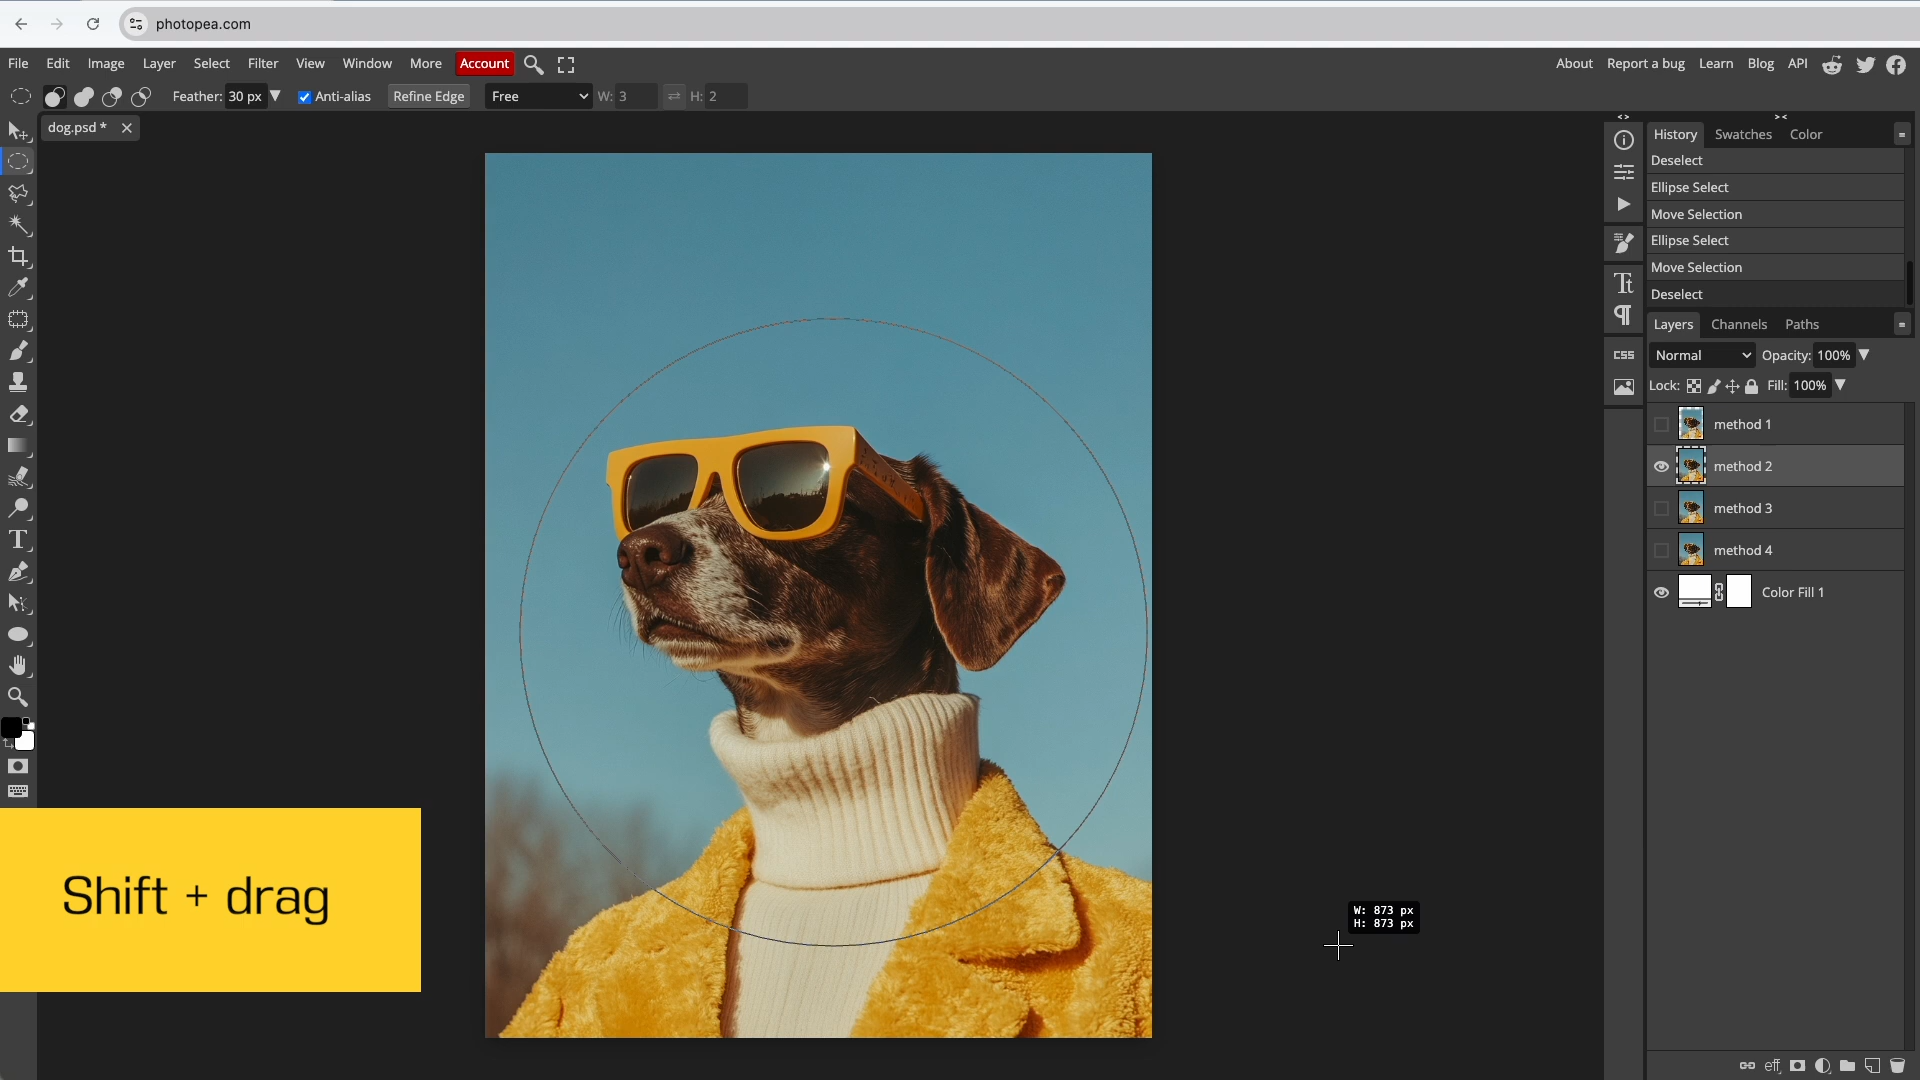 photopea.com
File Edit Image Layer Select Filter View Window More Account About Report a bug Learn Blog API
Feather: 30 px Anti-alias Refine Edge Free W: 3 H: 2
dog.psd *
History Swatches Color
Deselect
Ellipse Select
Move Selection
Ellipse Select
Move Selection
Deselect
CSS
Layers Channels Paths
Normal Opacity: 100%
Lock: Fill: 100%
method 1
method 2
method 3
method 4
Color Fill 1
Shift + drag
W: 873 px
H: 873 px
eff